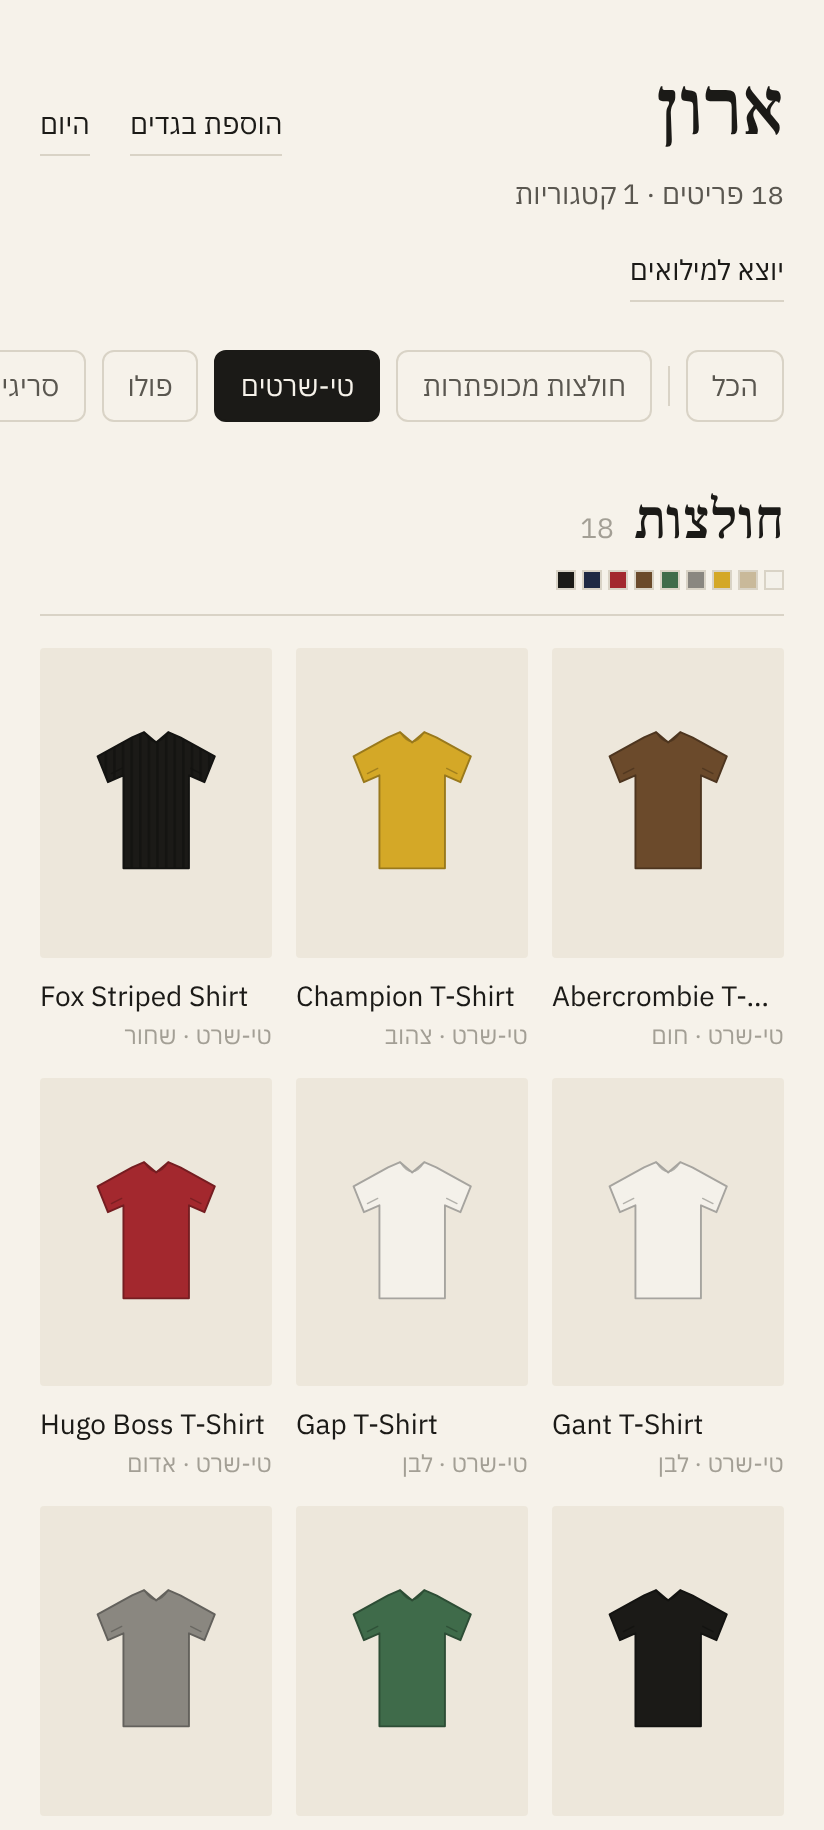 ארון
הוספת בגדים
היום
18 פריטים · 1 קטגוריות
יוצא למילואים
הכל
חולצות מכופתרות
טי-שרטים
פולו
סריגי
חולצות 18
Abercrombie T-...
טי-שרט · חום
Champion T-Shirt
טי-שרט · צהוב
Fox Striped Shirt
טי-שרט · שחור
Gant T-Shirt
טי-שרט · לבן
Gap T-Shirt
טי-שרט · לבן
Hugo Boss T-Shirt
טי-שרט · אדום